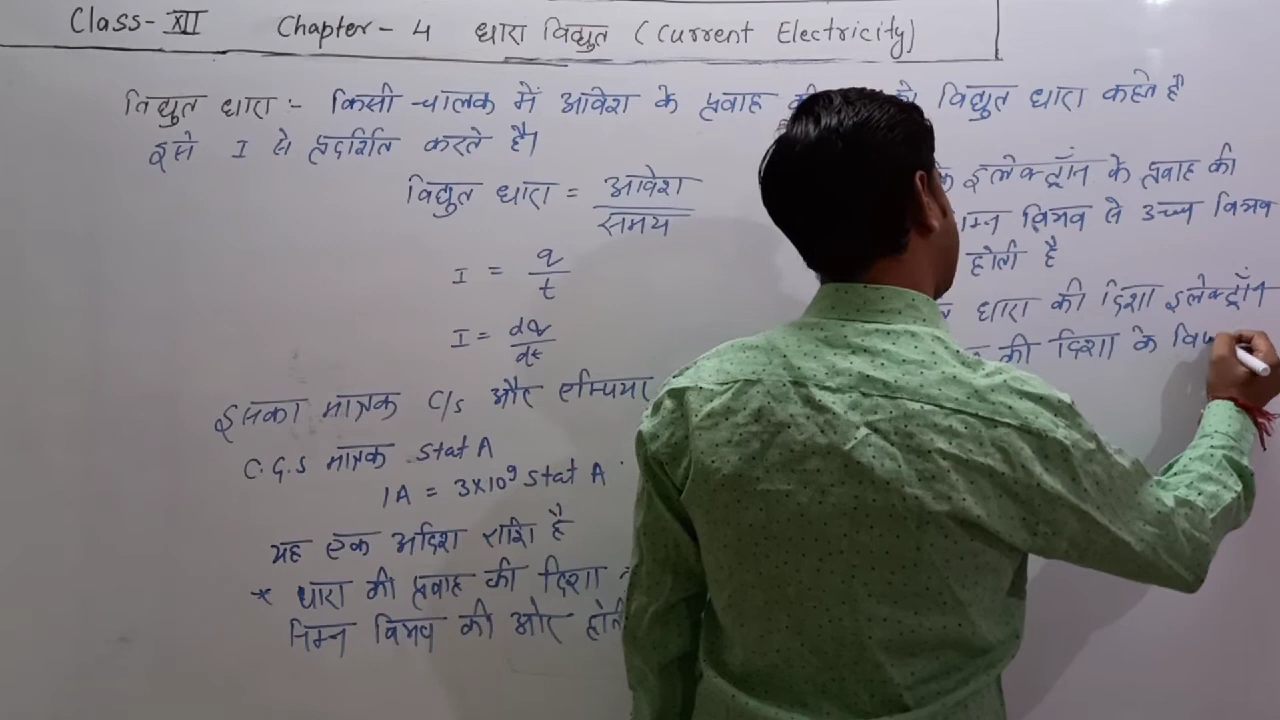 Class-XII Chapter-4 धारा विद्युत (Current Electricity)
विद्युत धारा :- किसी चालक में आवेश के प्रवाह की विद्युत धारा कहते है
इसे I से प्रदर्शित करते है।
विद्युत धारा = आवेश
समय
I = q
t
I = dq
dt
इसका मात्रक C/s और एम्पियर
C.G.S मात्रक Stat A
1A = 3x10⁹ Stat A
यह एक अदिश राशि है
* धारा की प्रवाह की दिशा
निम्न विभव की ओर होती
इलेक्ट्रॉन के प्रवाह की
विभव से उच्च विभव
होती है
धारा की दिशा इलेक्ट्रॉन
की दिशा के